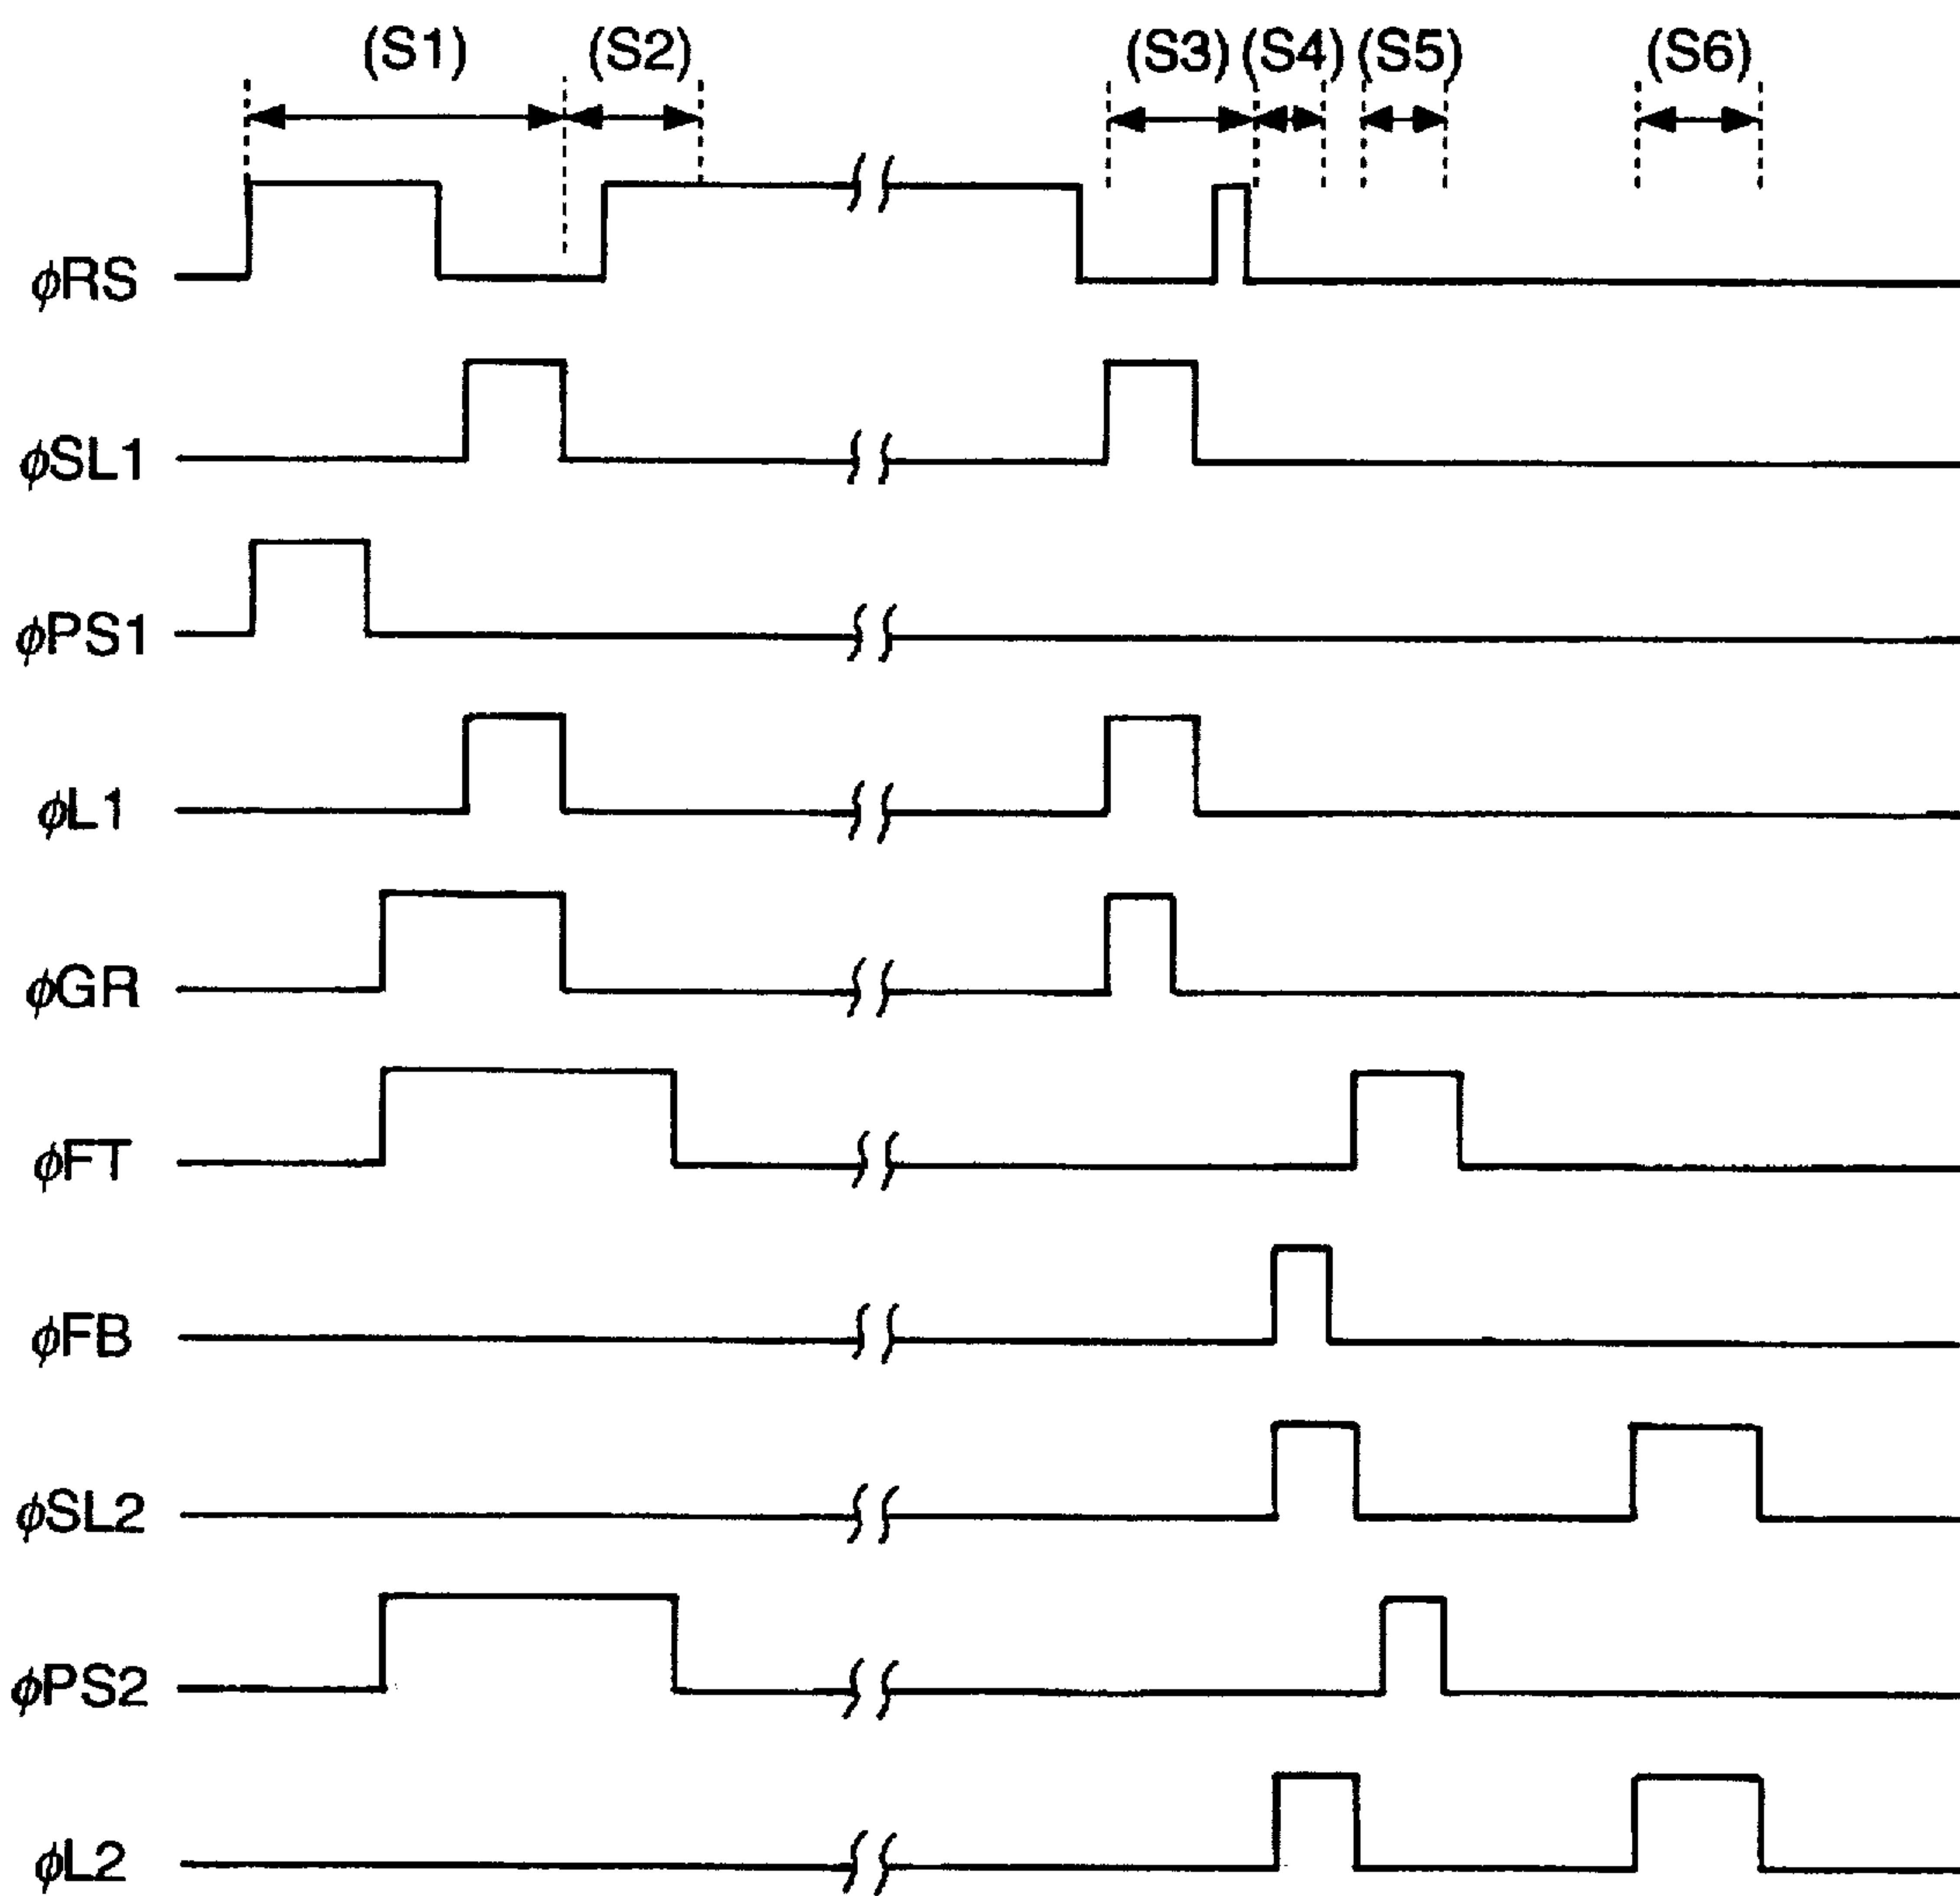 (S1) (S2) (S3) (S4) (S5) (S6)
ϕRS
ϕSL1
ϕPS1
ϕL1
ϕGR
ϕFT
ϕFB
ϕSL2
ϕPS2
ϕL2